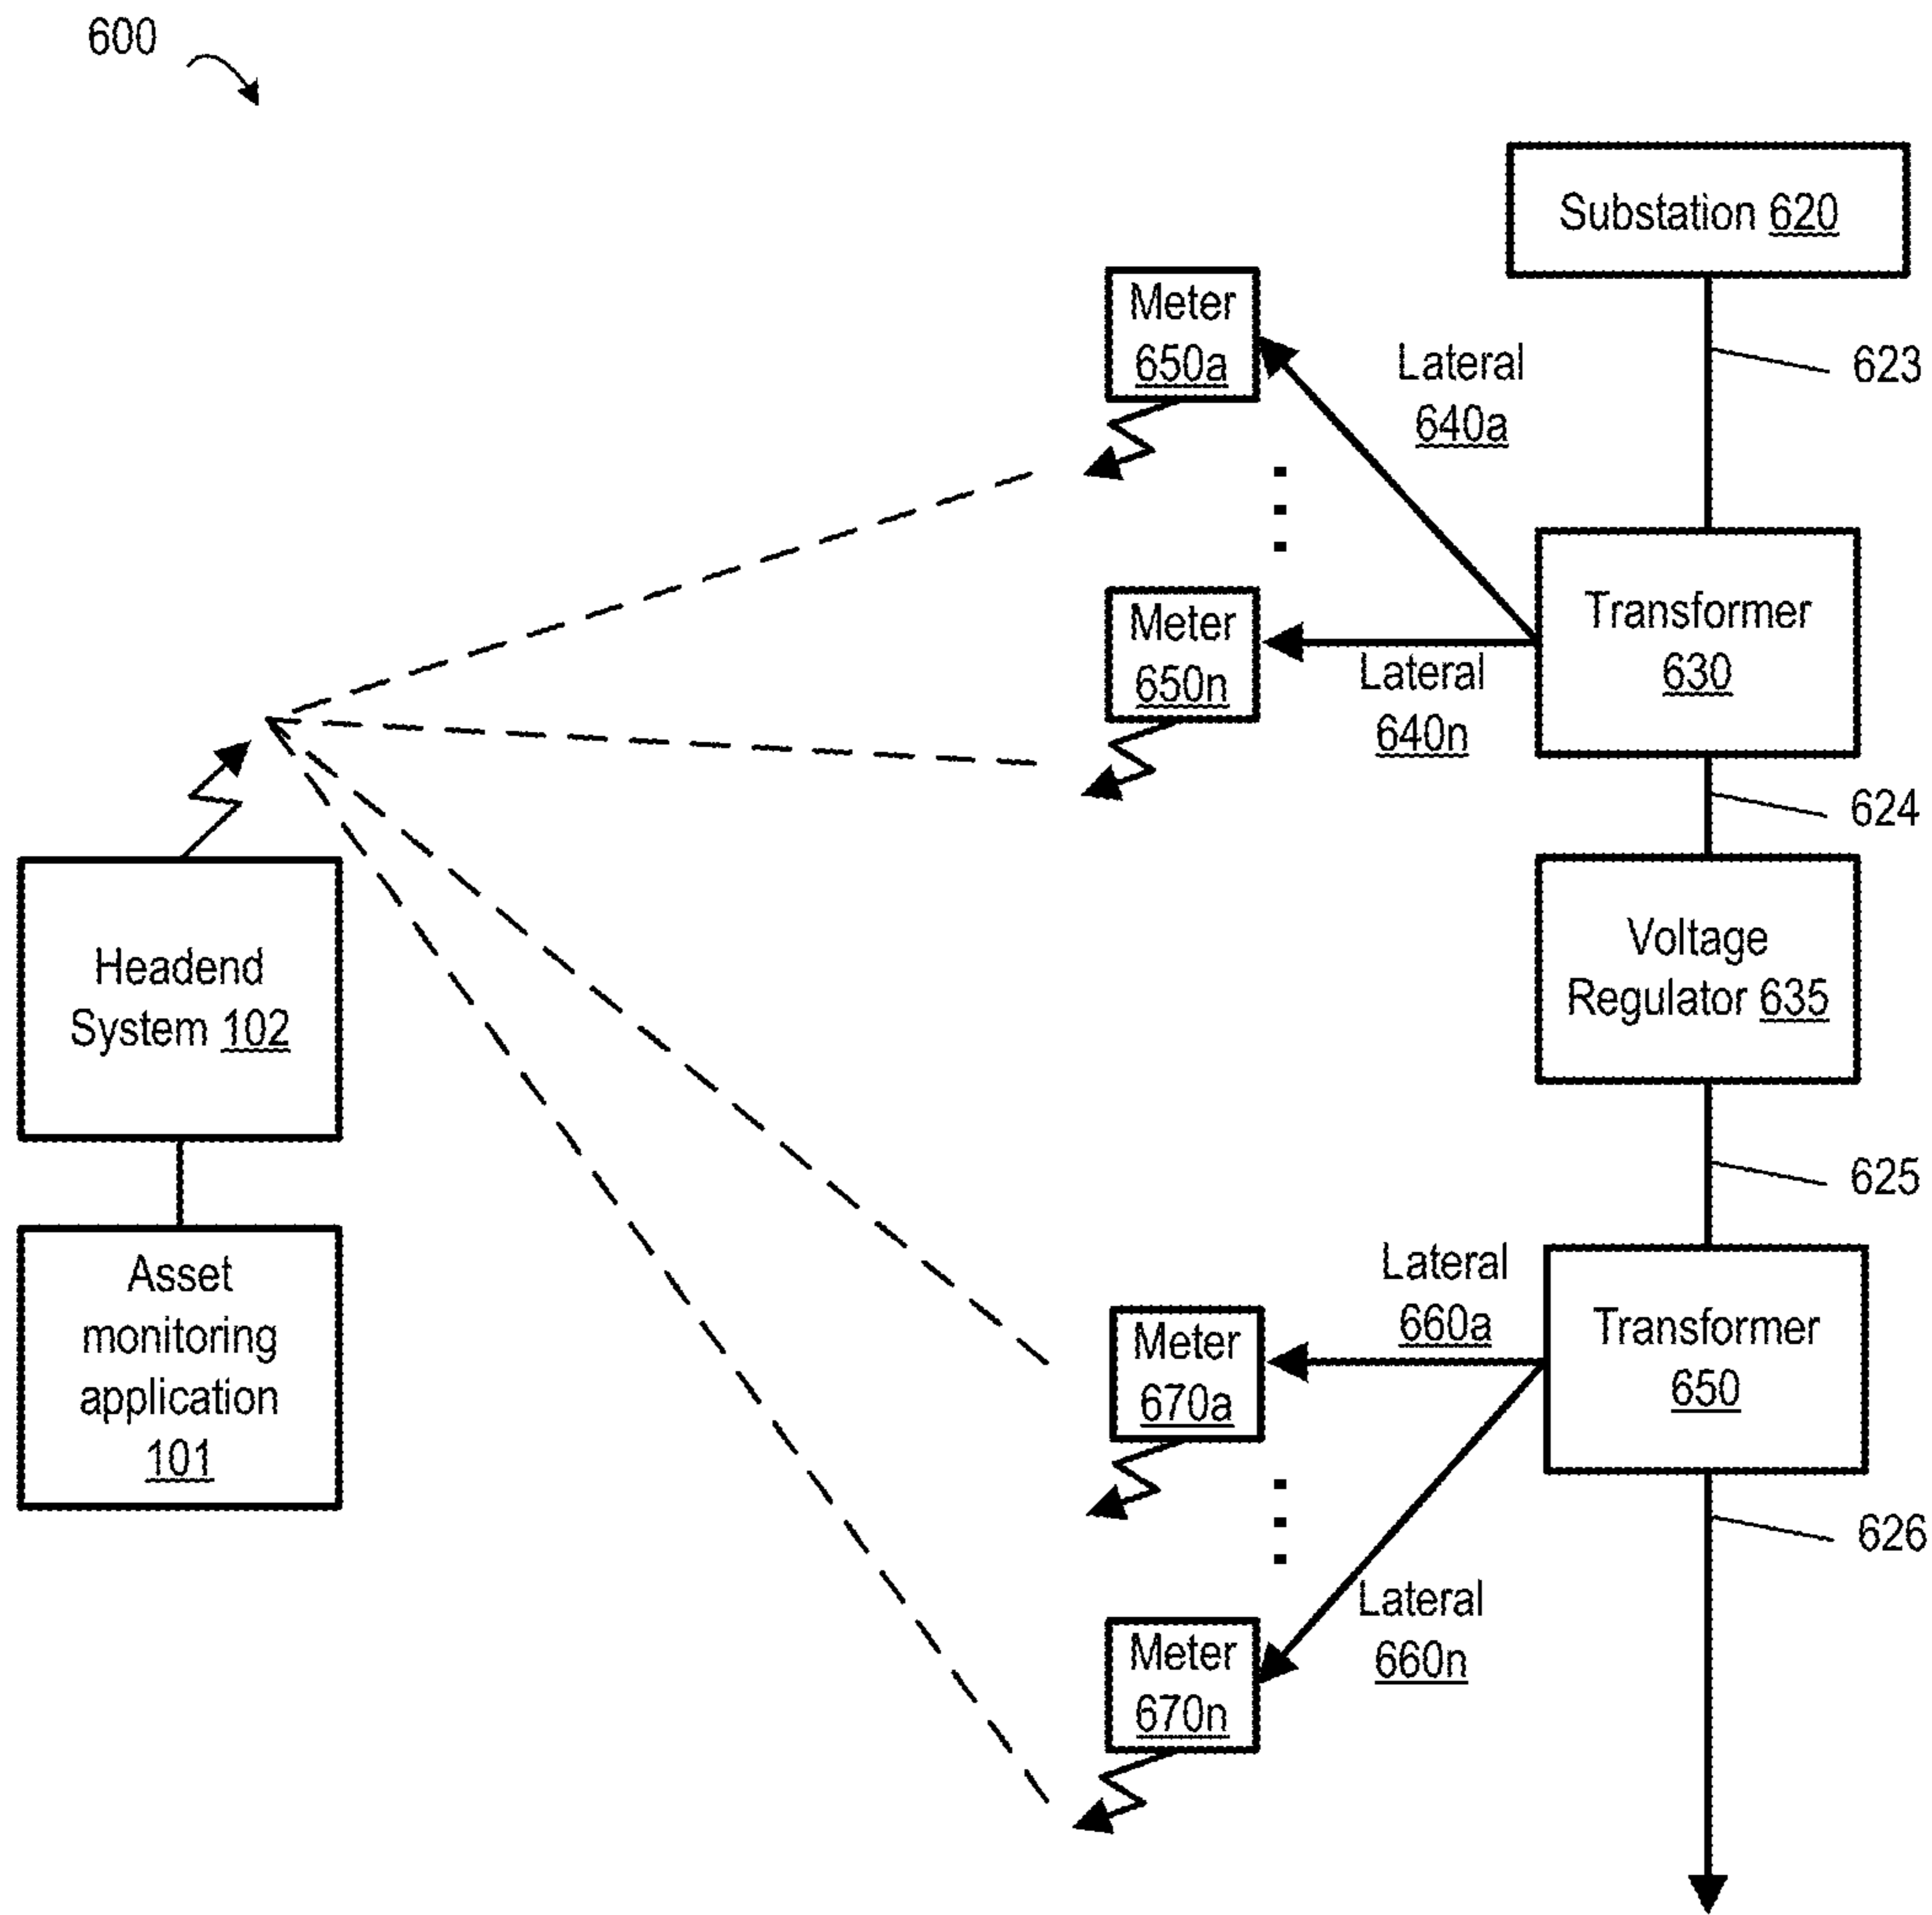 600
Substation 620
623
Meter
650a
Lateral
640a
Meter
650n
Lateral
640n
Transformer
630
624
Headend
System 102
Voltage
Regulator 635
625
Asset
monitoring
application
101
Meter
670a
Lateral
660a
Transformer
650
626
Meter
670n
Lateral
660n